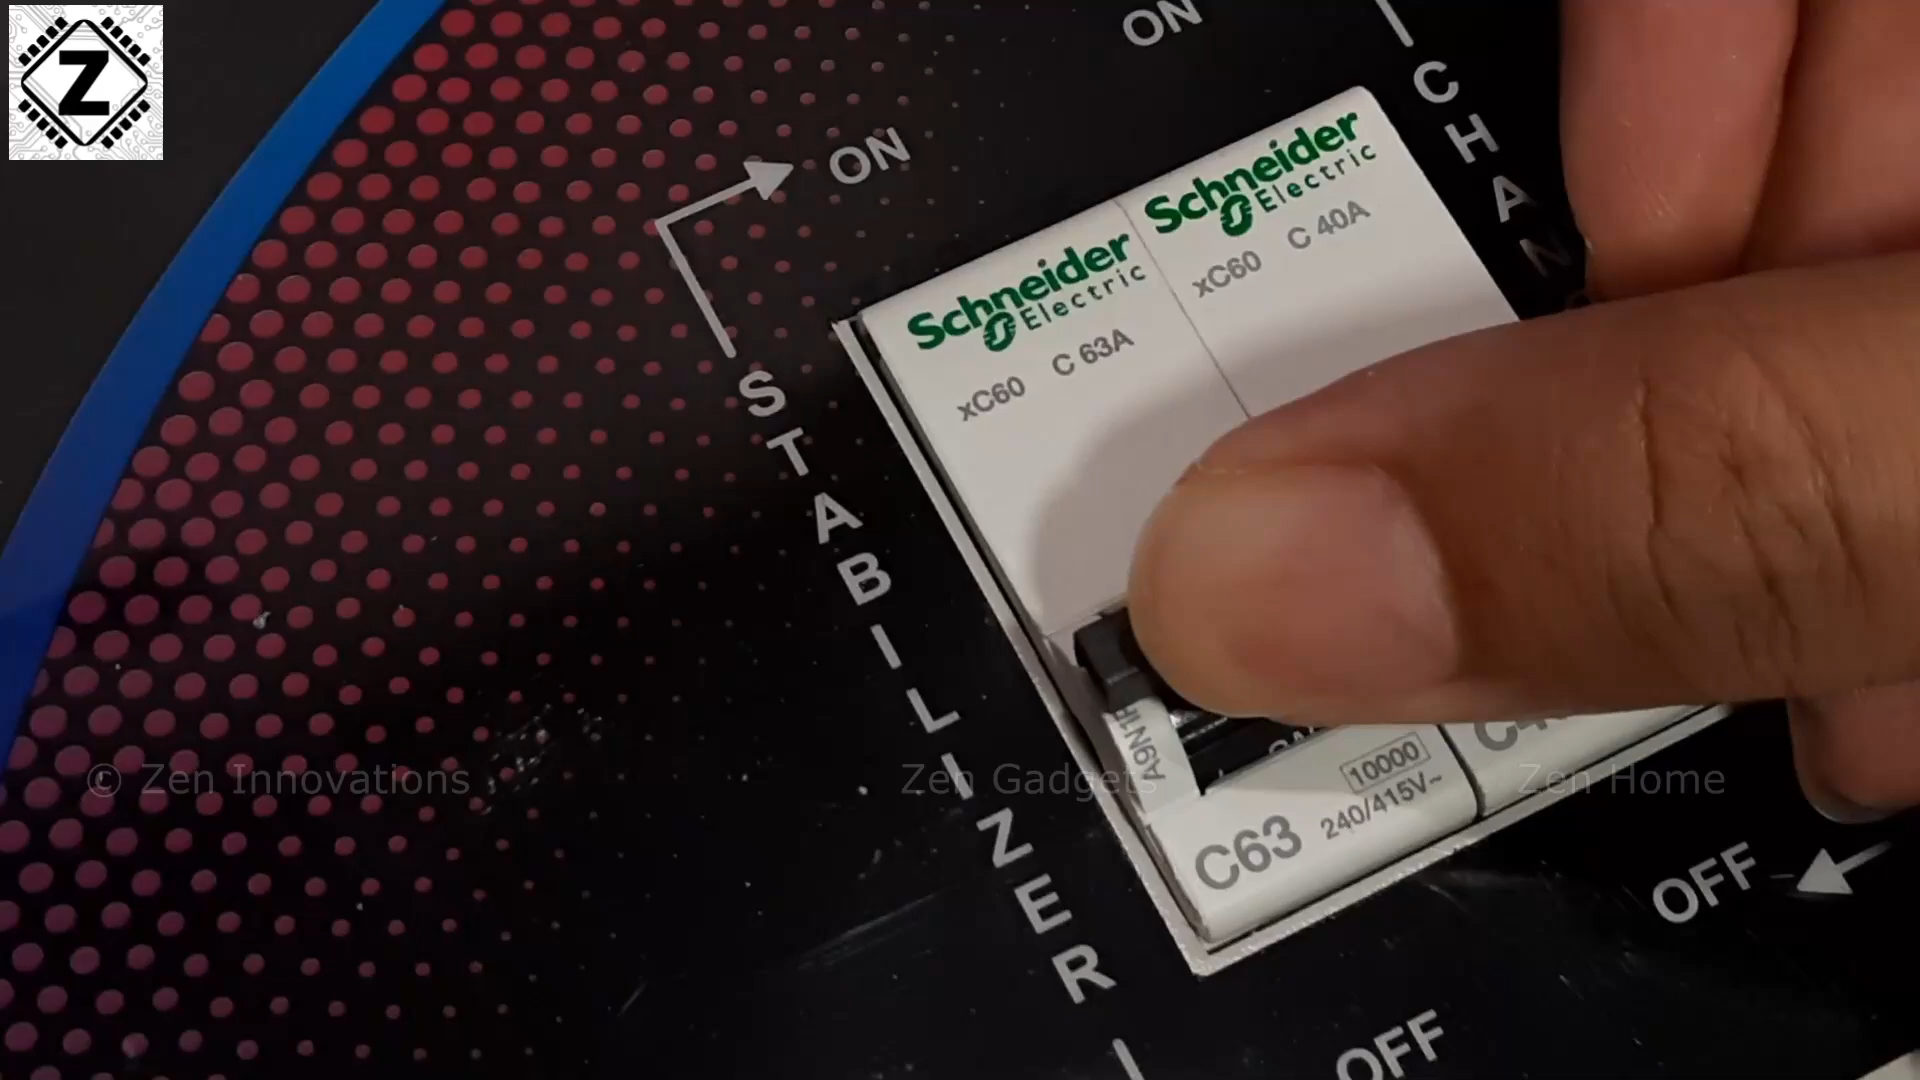 Z
ON
ON
CHAN
Schneider
Electric
xC60 C 40A
Schneider
Electric
xC60 C 63A
STABILIZER
A9N1
10000
240/415V~
C63
© Zen Innovations
Zen Gadgets
Zen Home
OFF
OFF